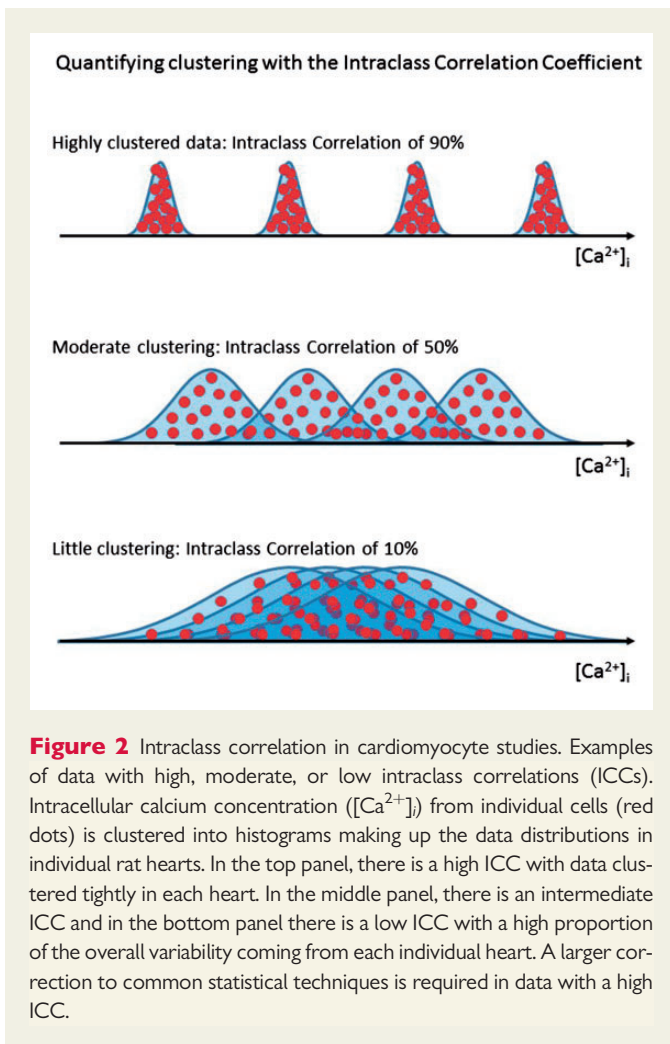 Quantifying clustering with the Intraclass Correlation Coefficient
Highly clustered data: Intraclass Correlation of 90%
[Ca²⁺]ᵢ
Moderate clustering: Intraclass Correlation of 50%
[Ca²⁺]ᵢ
Little clustering: Intraclass Correlation of 10%
[Ca²⁺]ᵢ
Figure 2 Intraclass correlation in cardiomyocyte studies. Examples
of data with high, moderate, or low intraclass correlations (ICCs).
Intracellular calcium concentration ([Ca²⁺]ᵢ) from individual cells (red
dots) is clustered into histograms making up the data distributions in
individual rat hearts. In the top panel, there is a high ICC with data clus-
tered tightly in each heart. In the middle panel, there is an intermediate
ICC and in the bottom panel there is a low ICC with a high proportion
of the overall variability coming from each individual heart. A larger cor-
rection to common statistical techniques is required in data with a high
ICC.